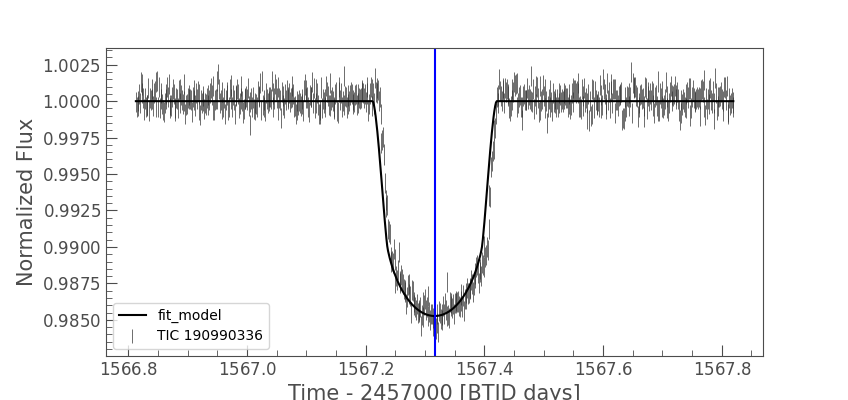 1.0025
1.0000
0.9975
0.9950
0.9925
0.9900
0.9875
0.9850
Normalized Flux
fit_model
TIC 190990336
1566.8 1567.0 1567.2 1567.4 1567.6 1567.8
Time - 2457000 [BTJD days]